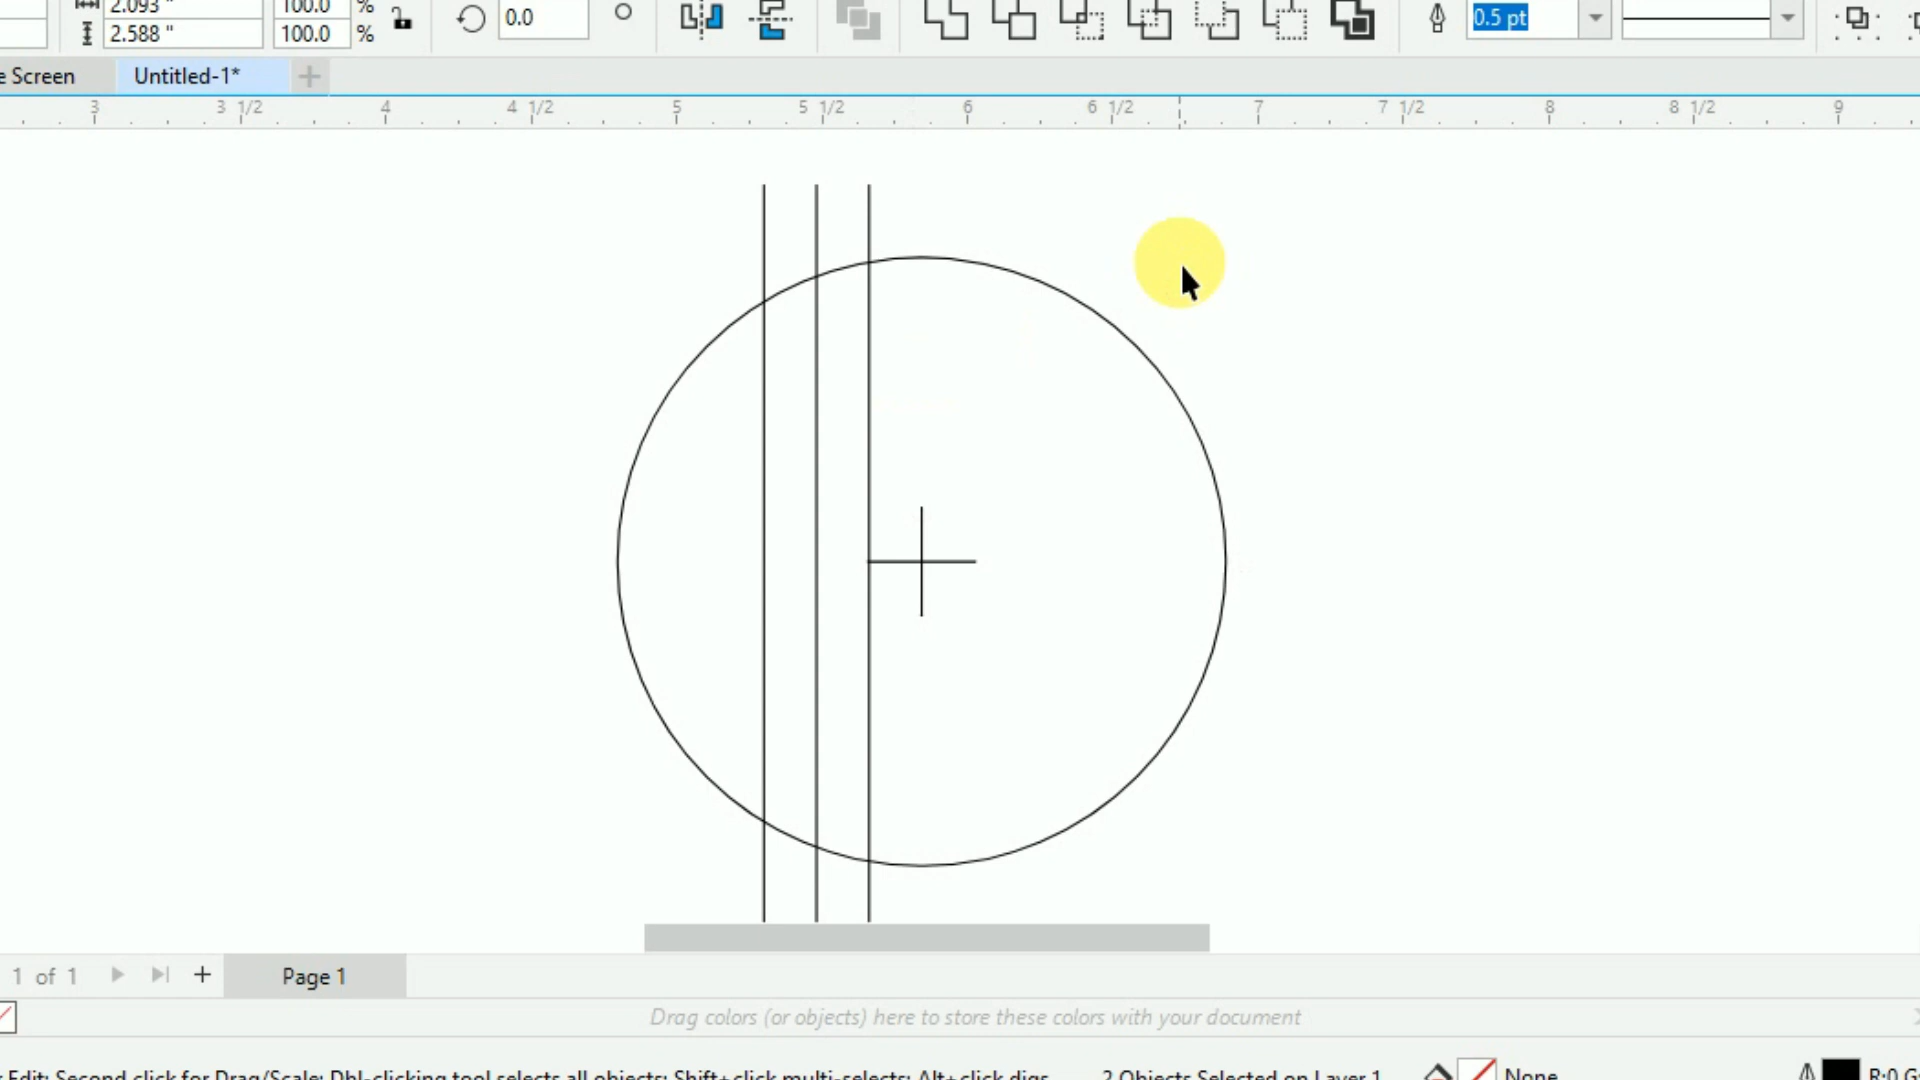 2.093 " 100.0 %
2.588 " 100.0 % 0.0 0.5 pt
e Screen Untitled-1* +
3 3 1/2 4 4 1/2 5 5 1/2 6 6 1/2 7 7 1/2 8 8 1/2 9
1 of 1 + Page 1
Drag colors (or objects) here to store these colors with your document
Edit; Second click for Drag/Scale; Dbl-clicking tool selects all objects; Shift+click multi-selects; Alt+click digs 2 Objects Selected on Layer 1 None R:0 G: